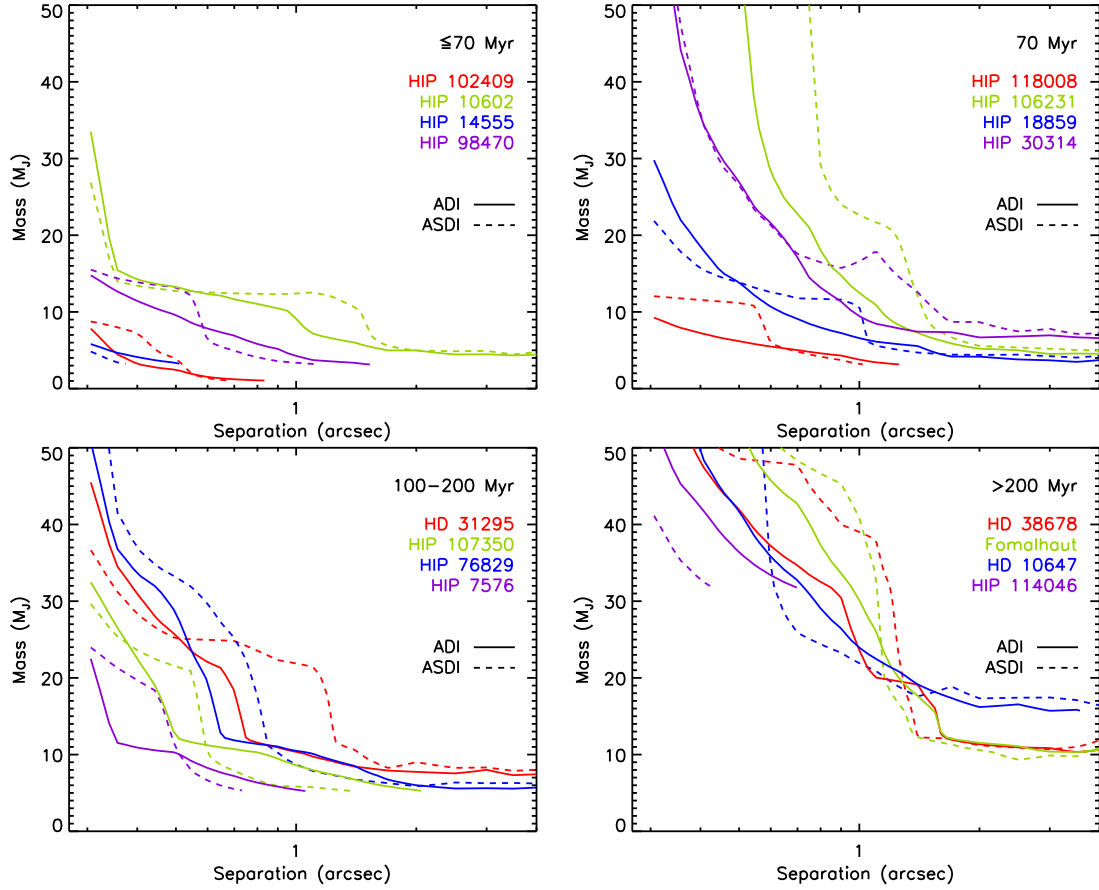 50
40
30
20
10
0
Mass (MJ)
≦70 Myr
HIP 102409
HIP 10602
HIP 14555
HIP 98470
ADI
ASDI
1
Separation (arcsec)
50
40
30
20
10
0
Mass (MJ)
70 Myr
HIP 118008
HIP 106231
HIP 18859
HIP 30314
ADI
ASDI
1
Separation (arcsec)
50
40
30
20
10
0
Mass (MJ)
100-200 Myr
HD 31295
HIP 107350
HIP 76829
HIP 7576
ADI
ASDI
1
Separation (arcsec)
50
40
30
20
10
0
Mass (MJ)
>200 Myr
HD 38678
Fomalhaut
HD 10647
HIP 114046
ADI
ASDI
1
Separation (arcsec)